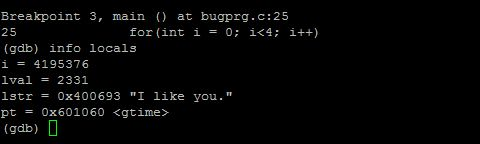 Breakpoint 3, main () at bugprg.c:25
25 for(int i = 0; i<4; i++)
(gdb) info locals
i = 4195376
lval = 2331
lstr = 0x400693 "I like you."
pt = 0x601060 <gtime>
(gdb)